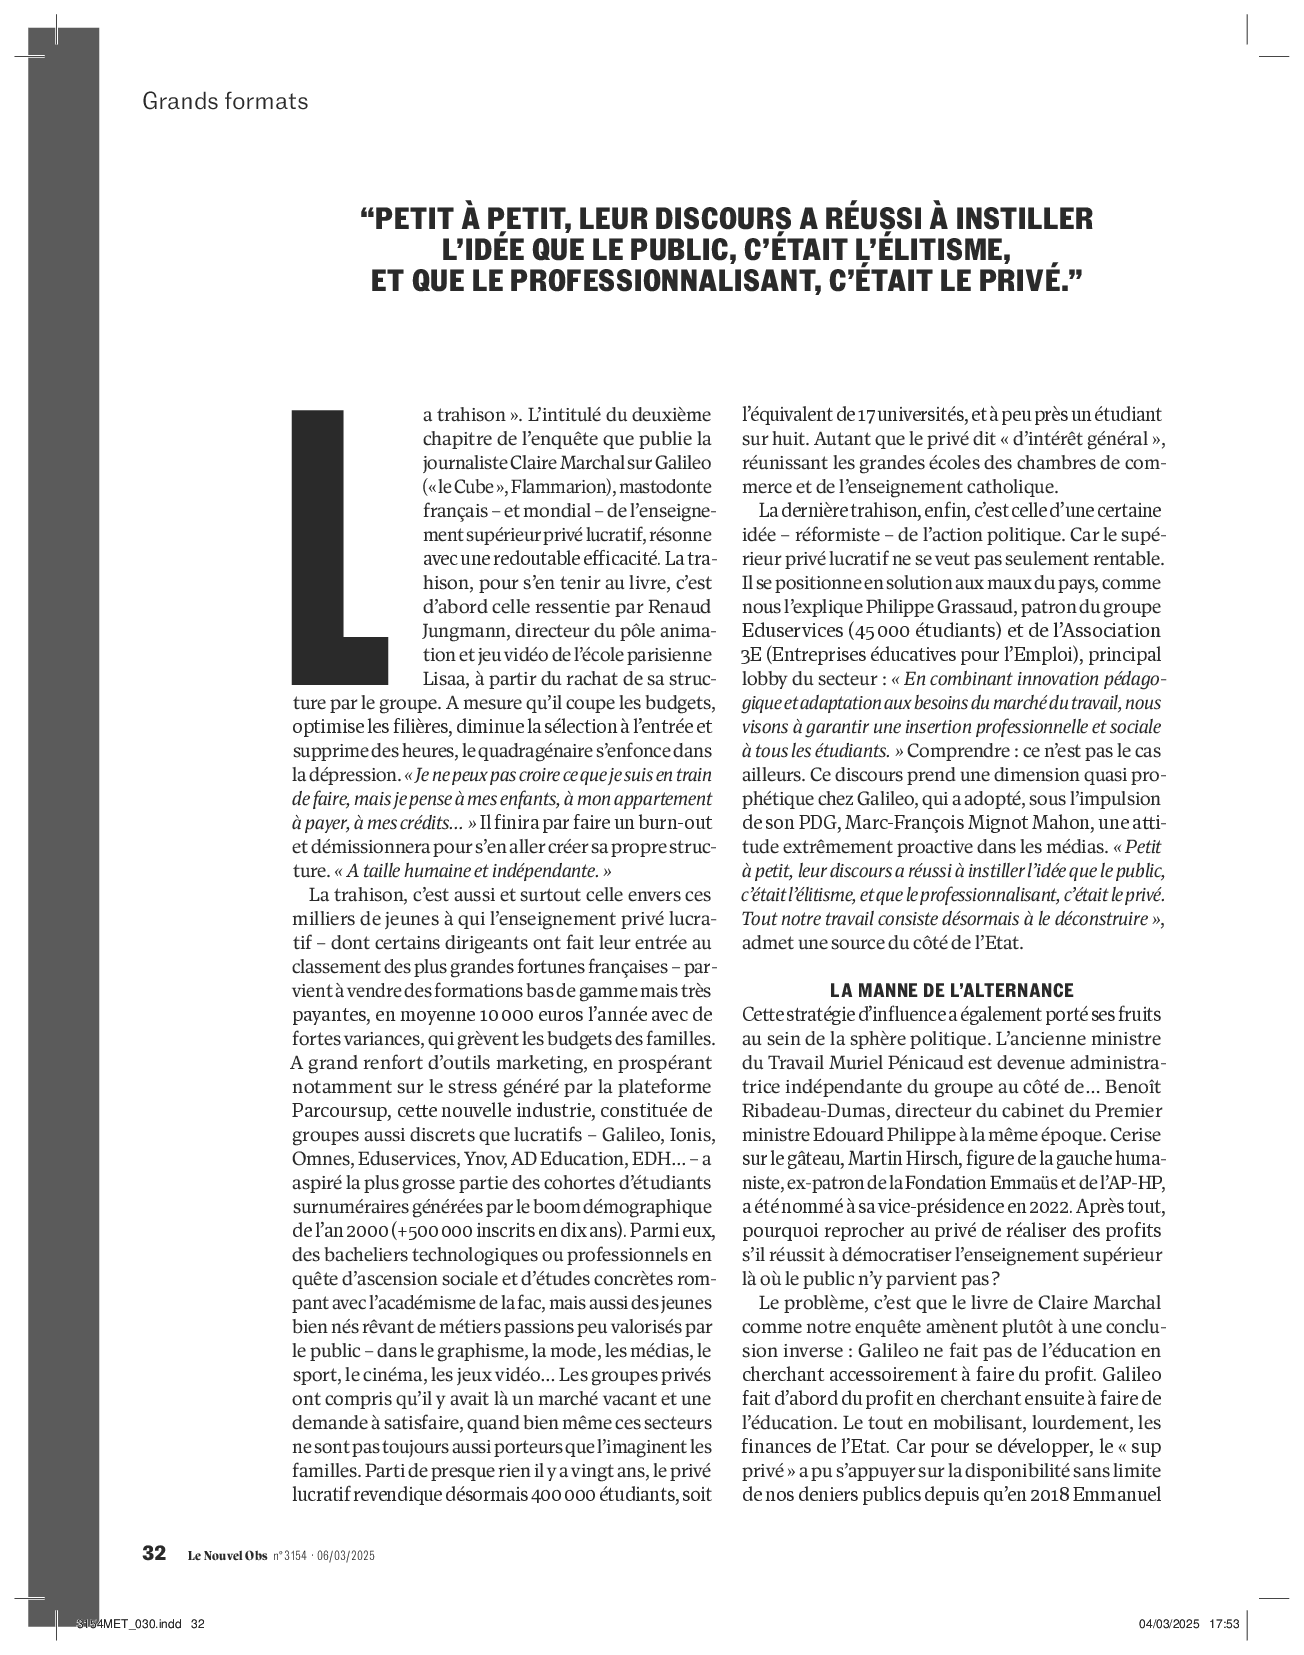 Grands formats
“PETIT À PETIT, LEUR DISCOURS A RÉUSSI À INSTILLER
L’IDÉE QUE LE PUBLIC, C’ÉTAIT L’ÉLITISME,
ET QUE LE PROFESSIONNALISANT, C’ÉTAIT LE PRIVÉ.”
La trahison ». L’intitulé du deuxième
chapitre de l’enquête que publie la
journaliste Claire Marchal sur Galileo
(« le Cube », Flammarion), mastodonte
français – et mondial – de l’enseigne-
ment supérieur privé lucratif, résonne
avec une redoutable efficacité. La tra-
hison, pour s’en tenir au livre, c’est
d’abord celle ressentie par Renaud
Jungmann, directeur du pôle anima-
tion et jeu vidéo de l’école parisienne
Lisaa, à partir du rachat de sa struc-
ture par le groupe. A mesure qu’il coupe les budgets,
optimise les filières, diminue la sélection à l’entrée et
supprime des heures, le quadragénaire s’enfonce dans
la dépression. « Je ne peux pas croire ce que je suis en train
de faire, mais je pense à mes enfants, à mon appartement
à payer, à mes crédits… » Il finira par faire un burn-out
et démissionnera pour s’en aller créer sa propre struc-
ture. « A taille humaine et indépendante. »
La trahison, c’est aussi et surtout celle envers ces
milliers de jeunes à qui l’enseignement privé lucra-
tif – dont certains dirigeants ont fait leur entrée au
classement des plus grandes fortunes françaises – par-
vient à vendre des formations bas de gamme mais très
payantes, en moyenne 10 000 euros l’année avec de
fortes variances, qui grèvent les budgets des familles.
A grand renfort d’outils marketing, en prospérant
notamment sur le stress généré par la plateforme
Parcoursup, cette nouvelle industrie, constituée de
groupes aussi discrets que lucratifs – Galileo, Ionis,
Omnes, Eduservices, Ynov, AD Education, EDH… – a
aspiré la plus grosse partie des cohortes d’étudiants
surnuméraires générées par le boom démographique
de l’an 2000 (+500 000 inscrits en dix ans). Parmi eux,
des bacheliers technologiques ou professionnels en
quête d’ascension sociale et d’études concrètes rom-
pant avec l’académisme de la fac, mais aussi des jeunes
bien nés rêvant de métiers passions peu valorisés par
le public – dans le graphisme, la mode, les médias, le
sport, le cinéma, les jeux vidéo… Les groupes privés
ont compris qu’il y avait là un marché vacant et une
demande à satisfaire, quand bien même ces secteurs
ne sont pas toujours aussi porteurs que l’imaginent les
familles. Parti de presque rien il y a vingt ans, le privé
lucratif revendique désormais 400 000 étudiants, soit
l’équivalent de 17 universités, et à peu près un étudiant
sur huit. Autant que le privé dit « d’intérêt général »,
réunissant les grandes écoles des chambres de com-
merce et de l’enseignement catholique.
La dernière trahison, enfin, c’est celle d’une certaine
idée – réformiste – de l’action politique. Car le supé-
rieur privé lucratif ne se veut pas seulement rentable.
Il se positionne en solution aux maux du pays, comme
nous l’explique Philippe Grassaud, patron du groupe
Eduservices (45 000 étudiants) et de l’Association
3E (Entreprises éducatives pour l’Emploi), principal
lobby du secteur : « En combinant innovation pédago-
gique et adaptation aux besoins du marché du travail, nous
visons à garantir une insertion professionnelle et sociale
à tous les étudiants. » Comprendre : ce n’est pas le cas
ailleurs. Ce discours prend une dimension quasi pro-
phétique chez Galileo, qui a adopté, sous l’impulsion
de son PDG, Marc-François Mignot Mahon, une atti-
tude extrêmement proactive dans les médias. « Petit
à petit, leur discours a réussi à instiller l’idée que le public,
c’était l’élitisme, et que le professionnalisant, c’était le privé.
Tout notre travail consiste désormais à le déconstruire »,
admet une source du côté de l’Etat.
LA MANNE DE L’ALTERNANCE
Cette stratégie d’influence a également porté ses fruits
au sein de la sphère politique. L’ancienne ministre
du Travail Muriel Pénicaud est devenue administra-
trice indépendante du groupe au côté de… Benoît
Ribadeau-Dumas, directeur du cabinet du Premier
ministre Edouard Philippe à la même époque. Cerise
sur le gâteau, Martin Hirsch, figure de la gauche huma-
niste, ex-patron de la Fondation Emmaüs et de l’AP-HP,
a été nommé à sa vice-présidence en 2022. Après tout,
pourquoi reprocher au privé de réaliser des profits
s’il réussit à démocratiser l’enseignement supérieur
là où le public n’y parvient pas ?
Le problème, c’est que le livre de Claire Marchal
comme notre enquête amènent plutôt à une conclu-
sion inverse : Galileo ne fait pas de l’éducation en
cherchant accessoirement à faire du profit. Galileo
fait d’abord du profit en cherchant ensuite à faire de
l’éducation. Le tout en mobilisant, lourdement, les
finances de l’Etat. Car pour se développer, le « sup
privé » a pu s’appuyer sur la disponibilité sans limite
de nos deniers publics depuis qu’en 2018 Emmanuel
32 Le Nouvel Obs n° 3154 · 06/03/2025
3154MET_030.indd 32 04/03/2025 17:53